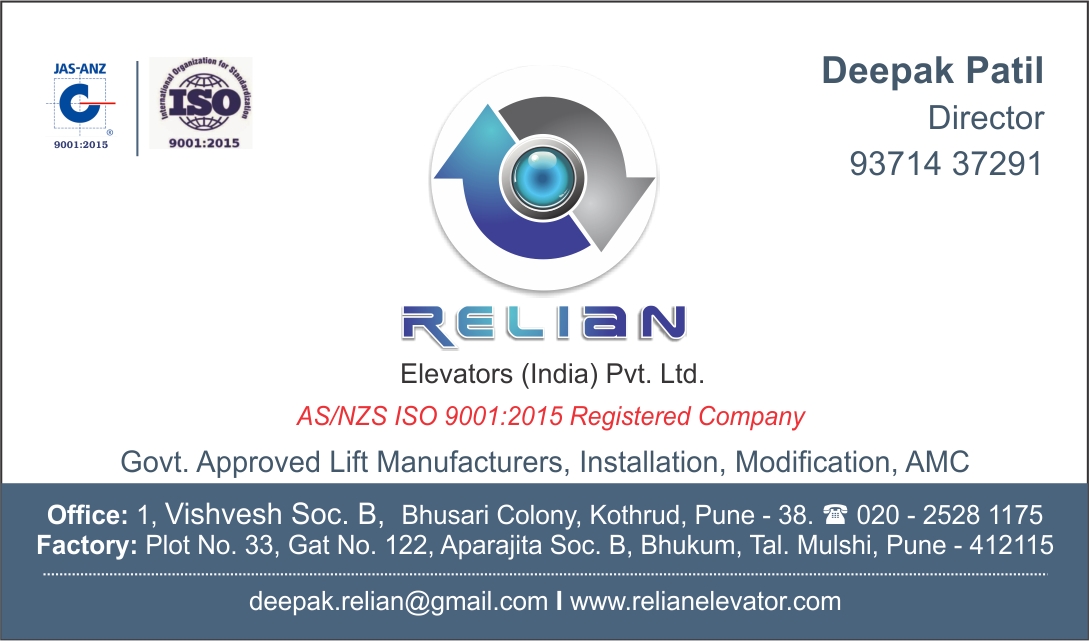 JAS-ANZ
®
9001:2015
International Organization for Standardization
ISO
9001:2015
Deepak Patil
Director
93714 37291
RELIAN
Elevators (India) Pvt. Ltd.
AS/NZS ISO 9001:2015 Registered Company
Govt. Approved Lift Manufacturers, Installation, Modification, AMC
Office: 1, Vishvesh Soc. B, Bhusari Colony, Kothrud, Pune - 38. ☎ 020 - 2528 1175
Factory: Plot No. 33, Gat No. 122, Aparajita Soc. B, Bhukum, Tal. Mulshi, Pune - 412115
deepak.relian@gmail.com I www.relianelevator.com